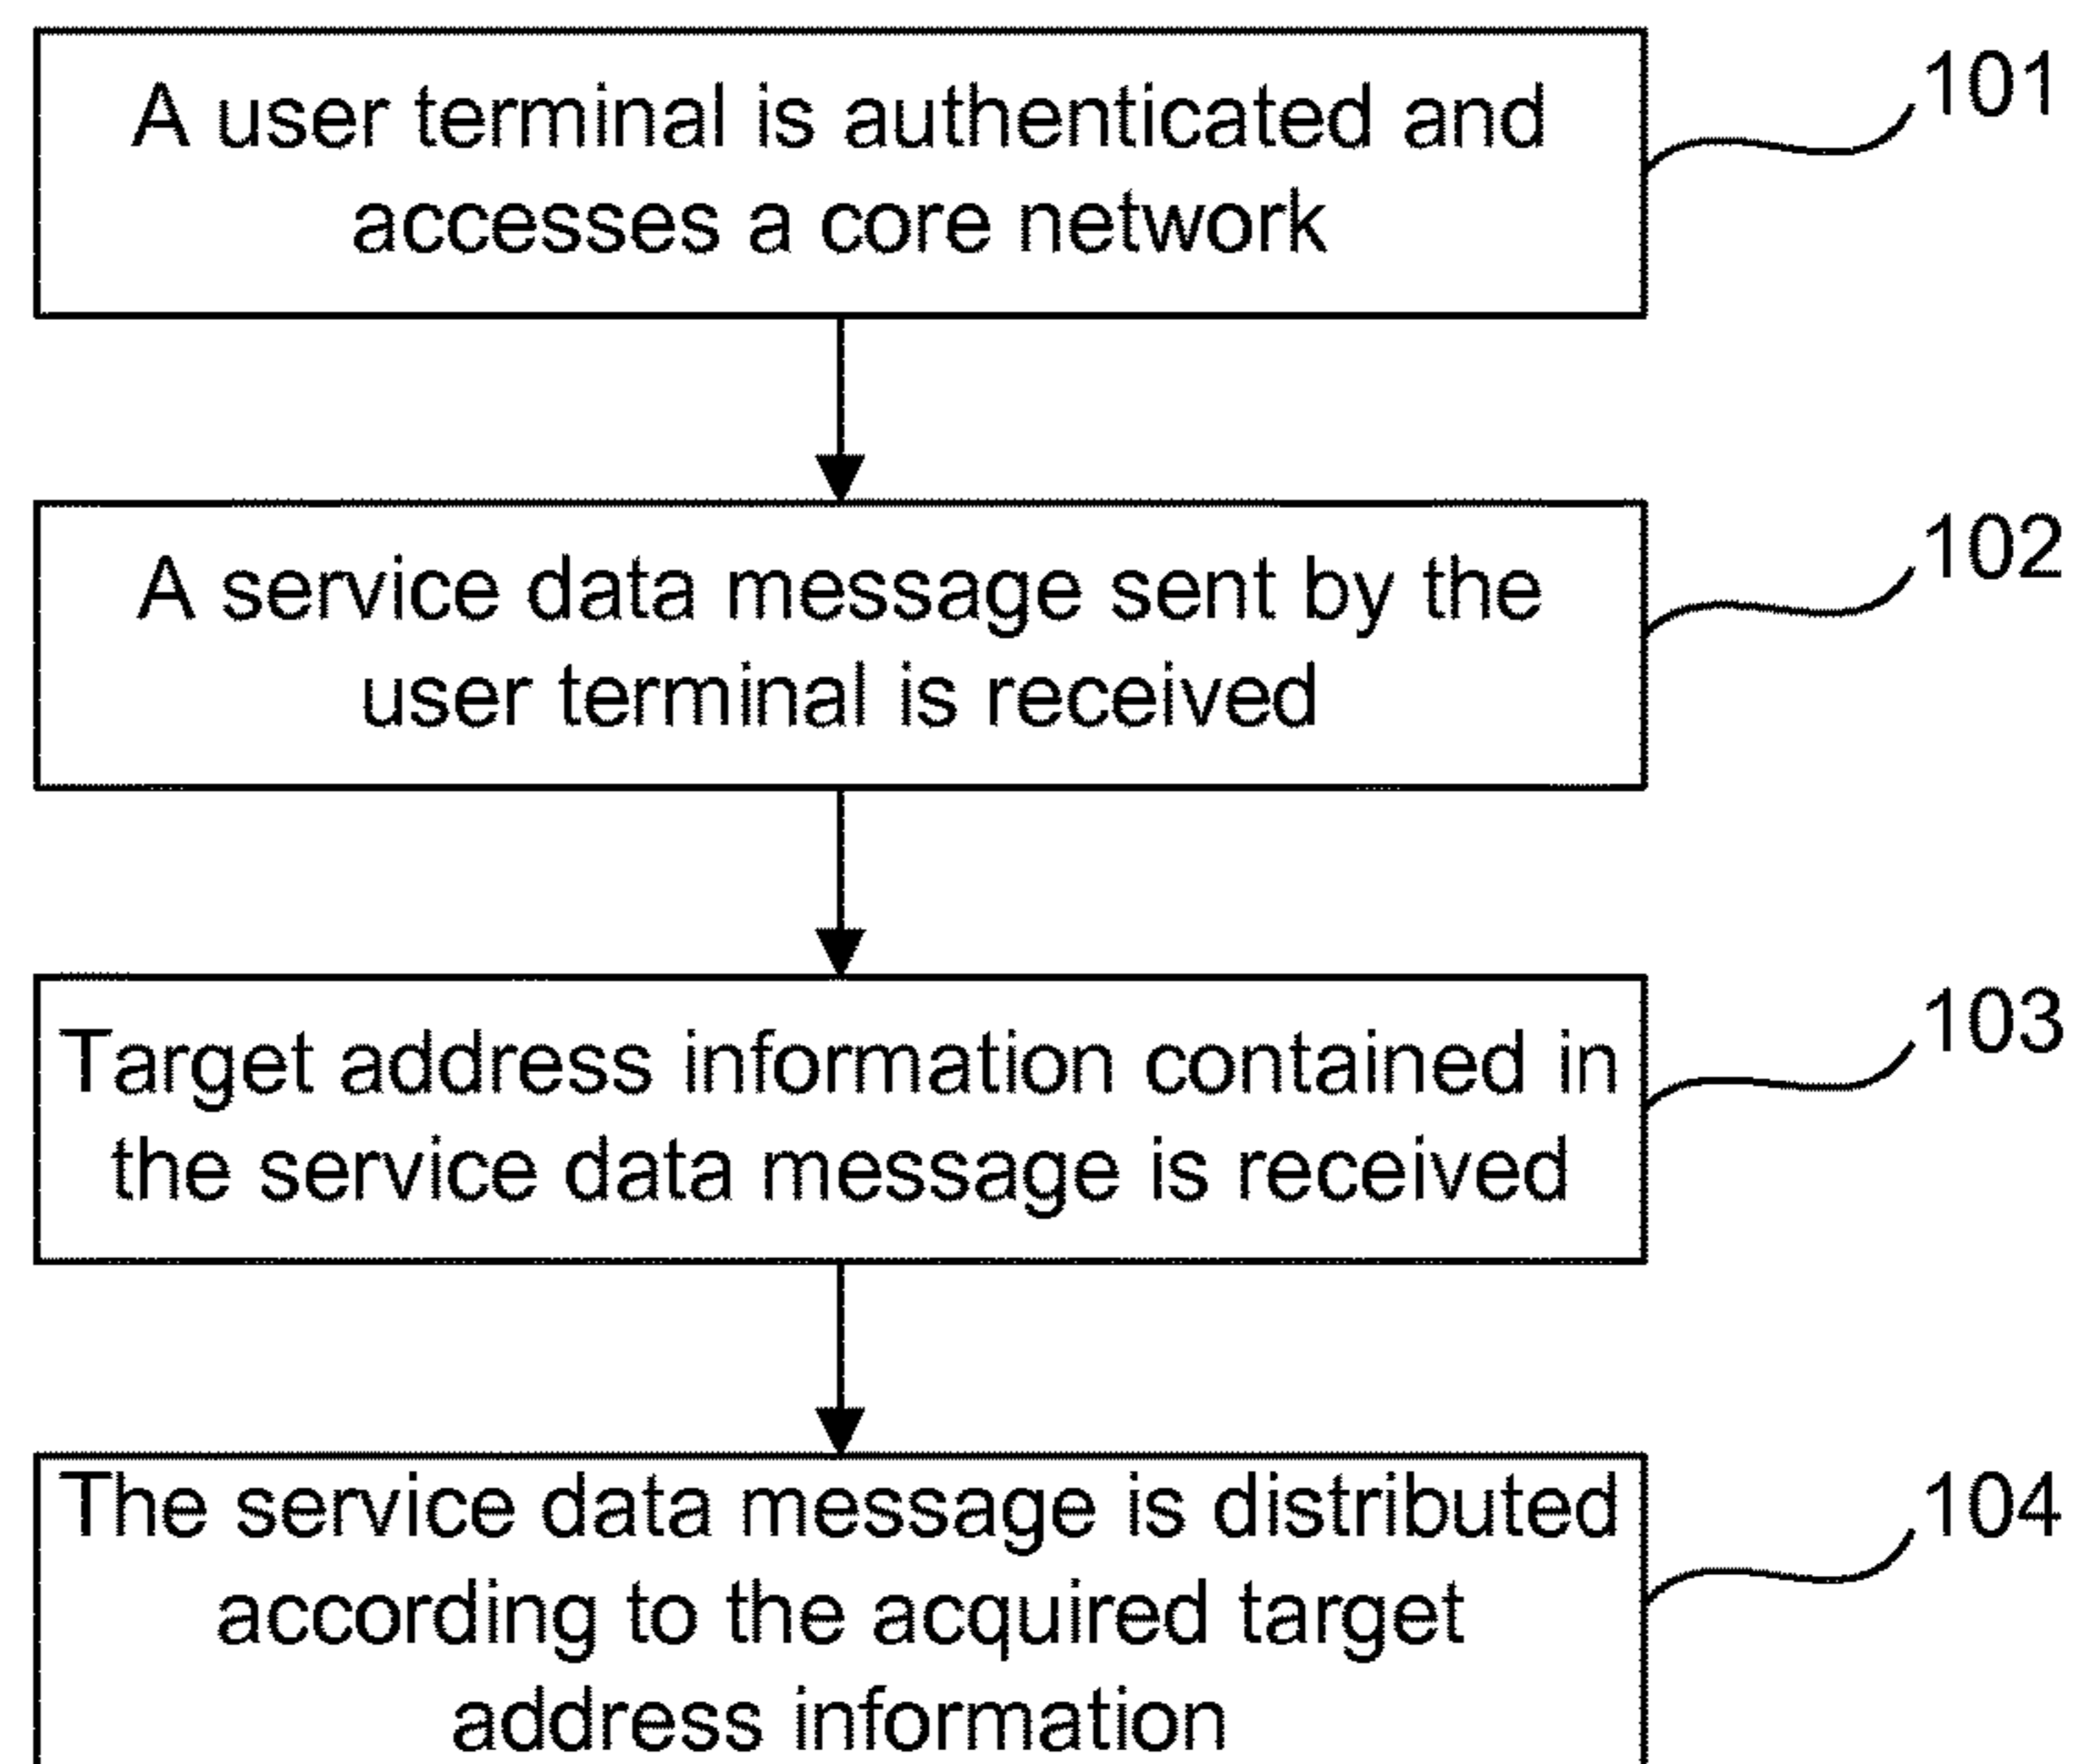 A user terminal is authenticated and
accesses a core network
101
A service data message sent by the
user terminal is received
102
Target address information contained in
the service data message is received
103
The service data message is distributed
according to the acquired target
address information
104